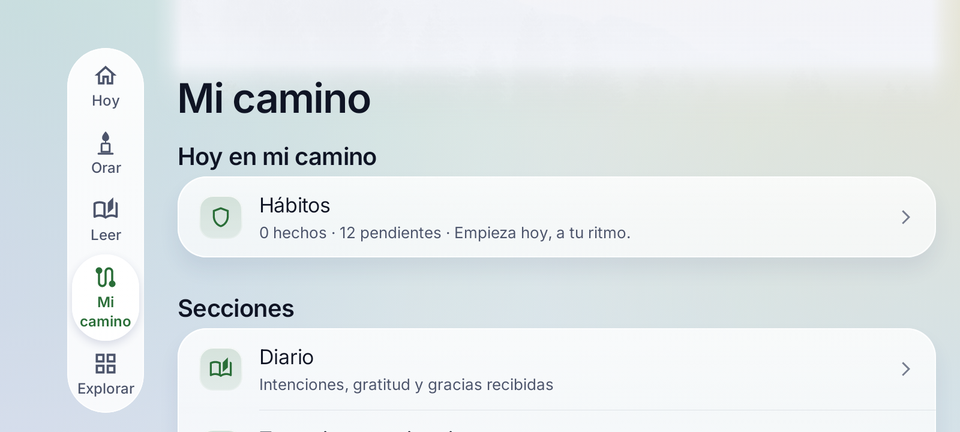 Hoy
Orar
Leer
Mi
camino
Explorar
Mi camino
Hoy en mi camino
Hábitos
0 hechos · 12 pendientes · Empieza hoy, a tu ritmo.
Secciones
Diario
Intenciones, gratitud y gracias recibidas